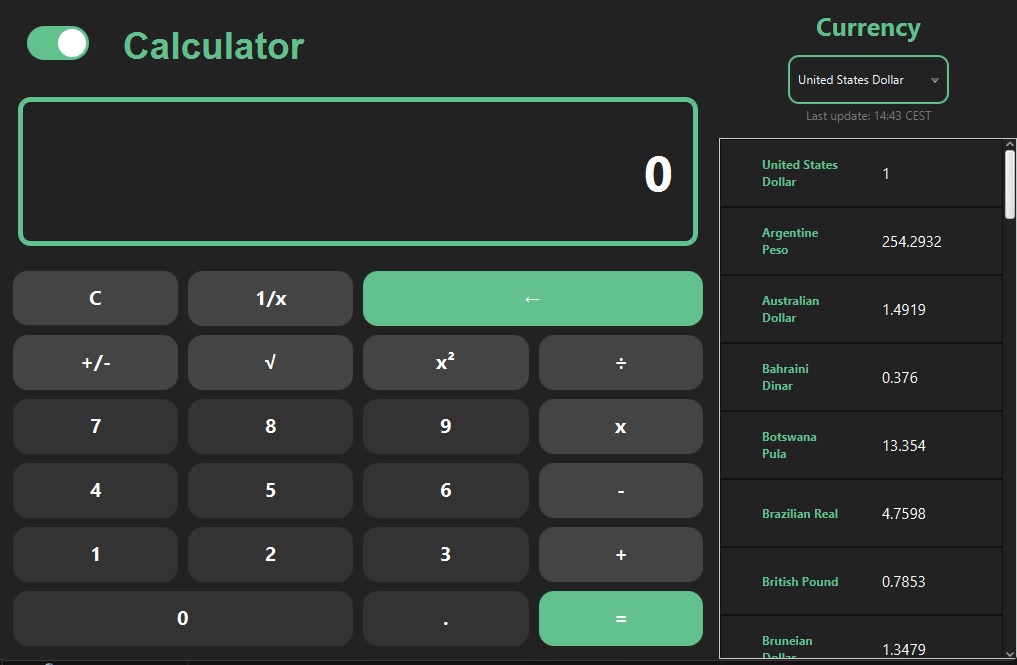 Calculator
0
C 1/x ←
+/- √ x² ÷
7 8 9 x
4 5 6 -
1 2 3 +
0 . =
Currency
United States Dollar
Last update: 14:43 CEST
United States
Dollar
1
Argentine
Peso
254.2932
Australian
Dollar
1.4919
Bahraini
Dinar
0.376
Botswana
Pula
13.354
Brazilian Real
4.7598
British Pound
0.7853
Bruneian
Dollar
1.3479